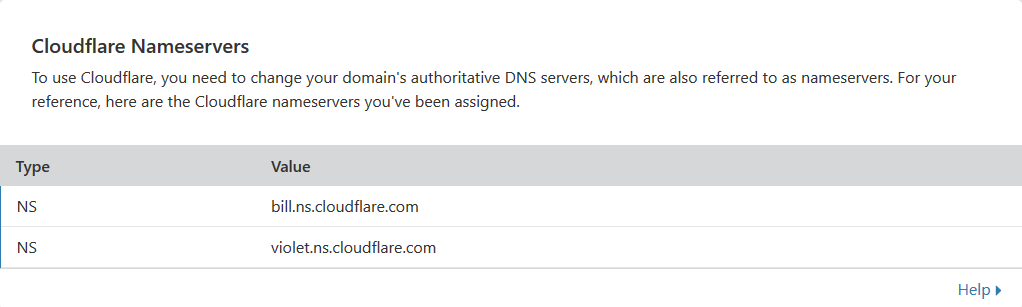 Cloudflare Nameservers
To use Cloudflare, you need to change your domain's authoritative DNS servers, which are also referred to as nameservers. For your
reference, here are the Cloudflare nameservers you've been assigned.
Type Value
NS bill.ns.cloudflare.com
NS violet.ns.cloudflare.com
Help